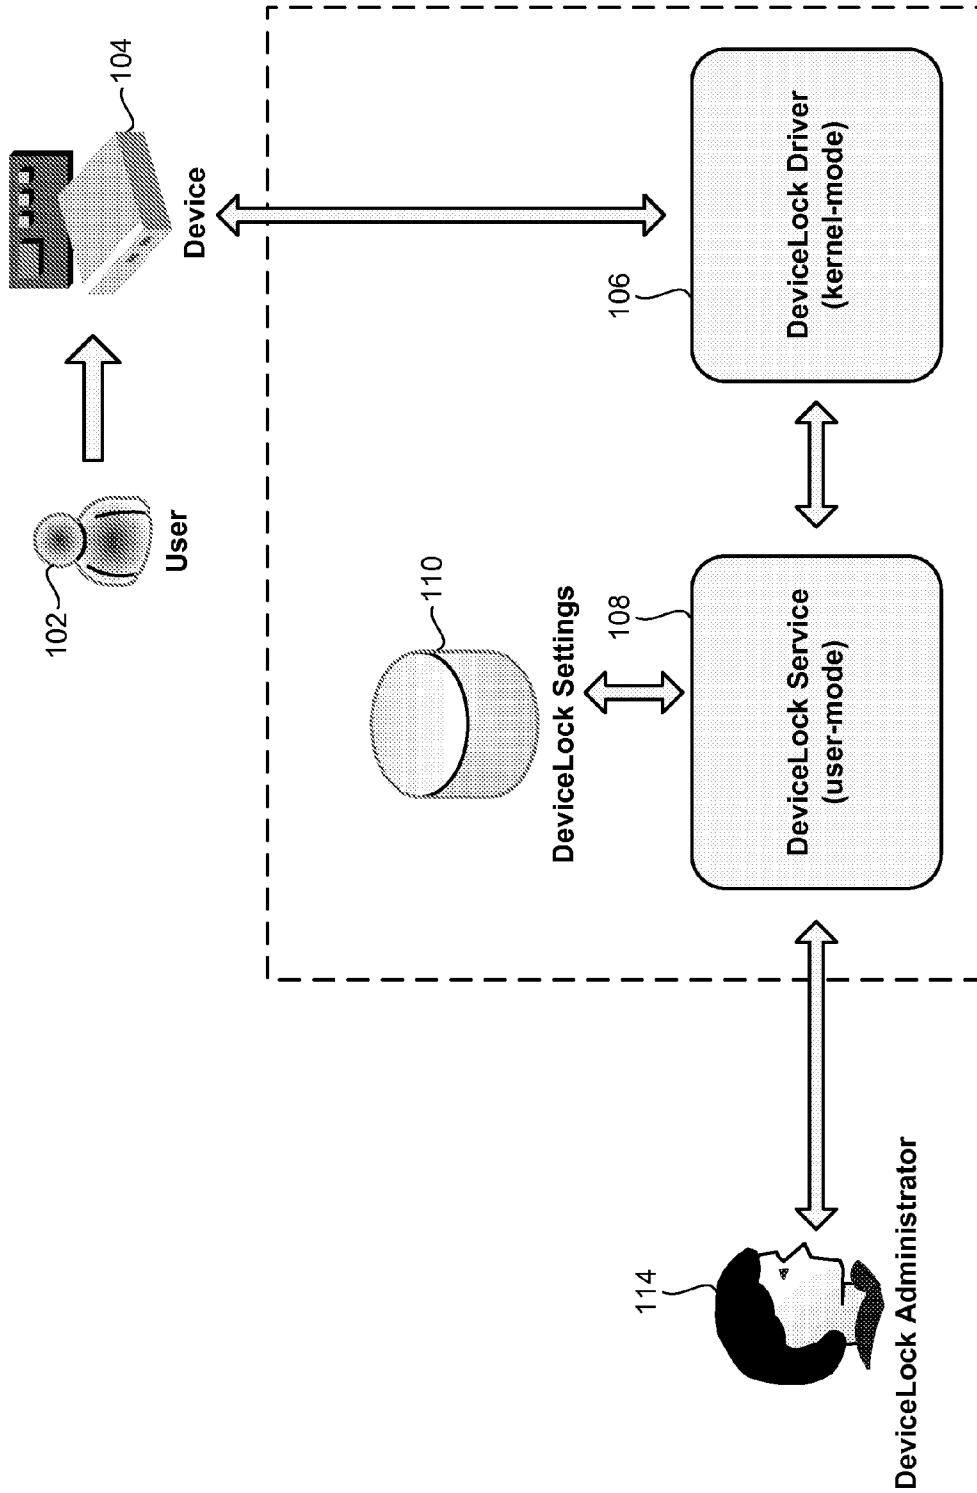 102
User
104
Device
110
DeviceLock Settings
106
DeviceLock Driver
(kernel-mode)
108
DeviceLock Service
(user-mode)
114
DeviceLock Administrator